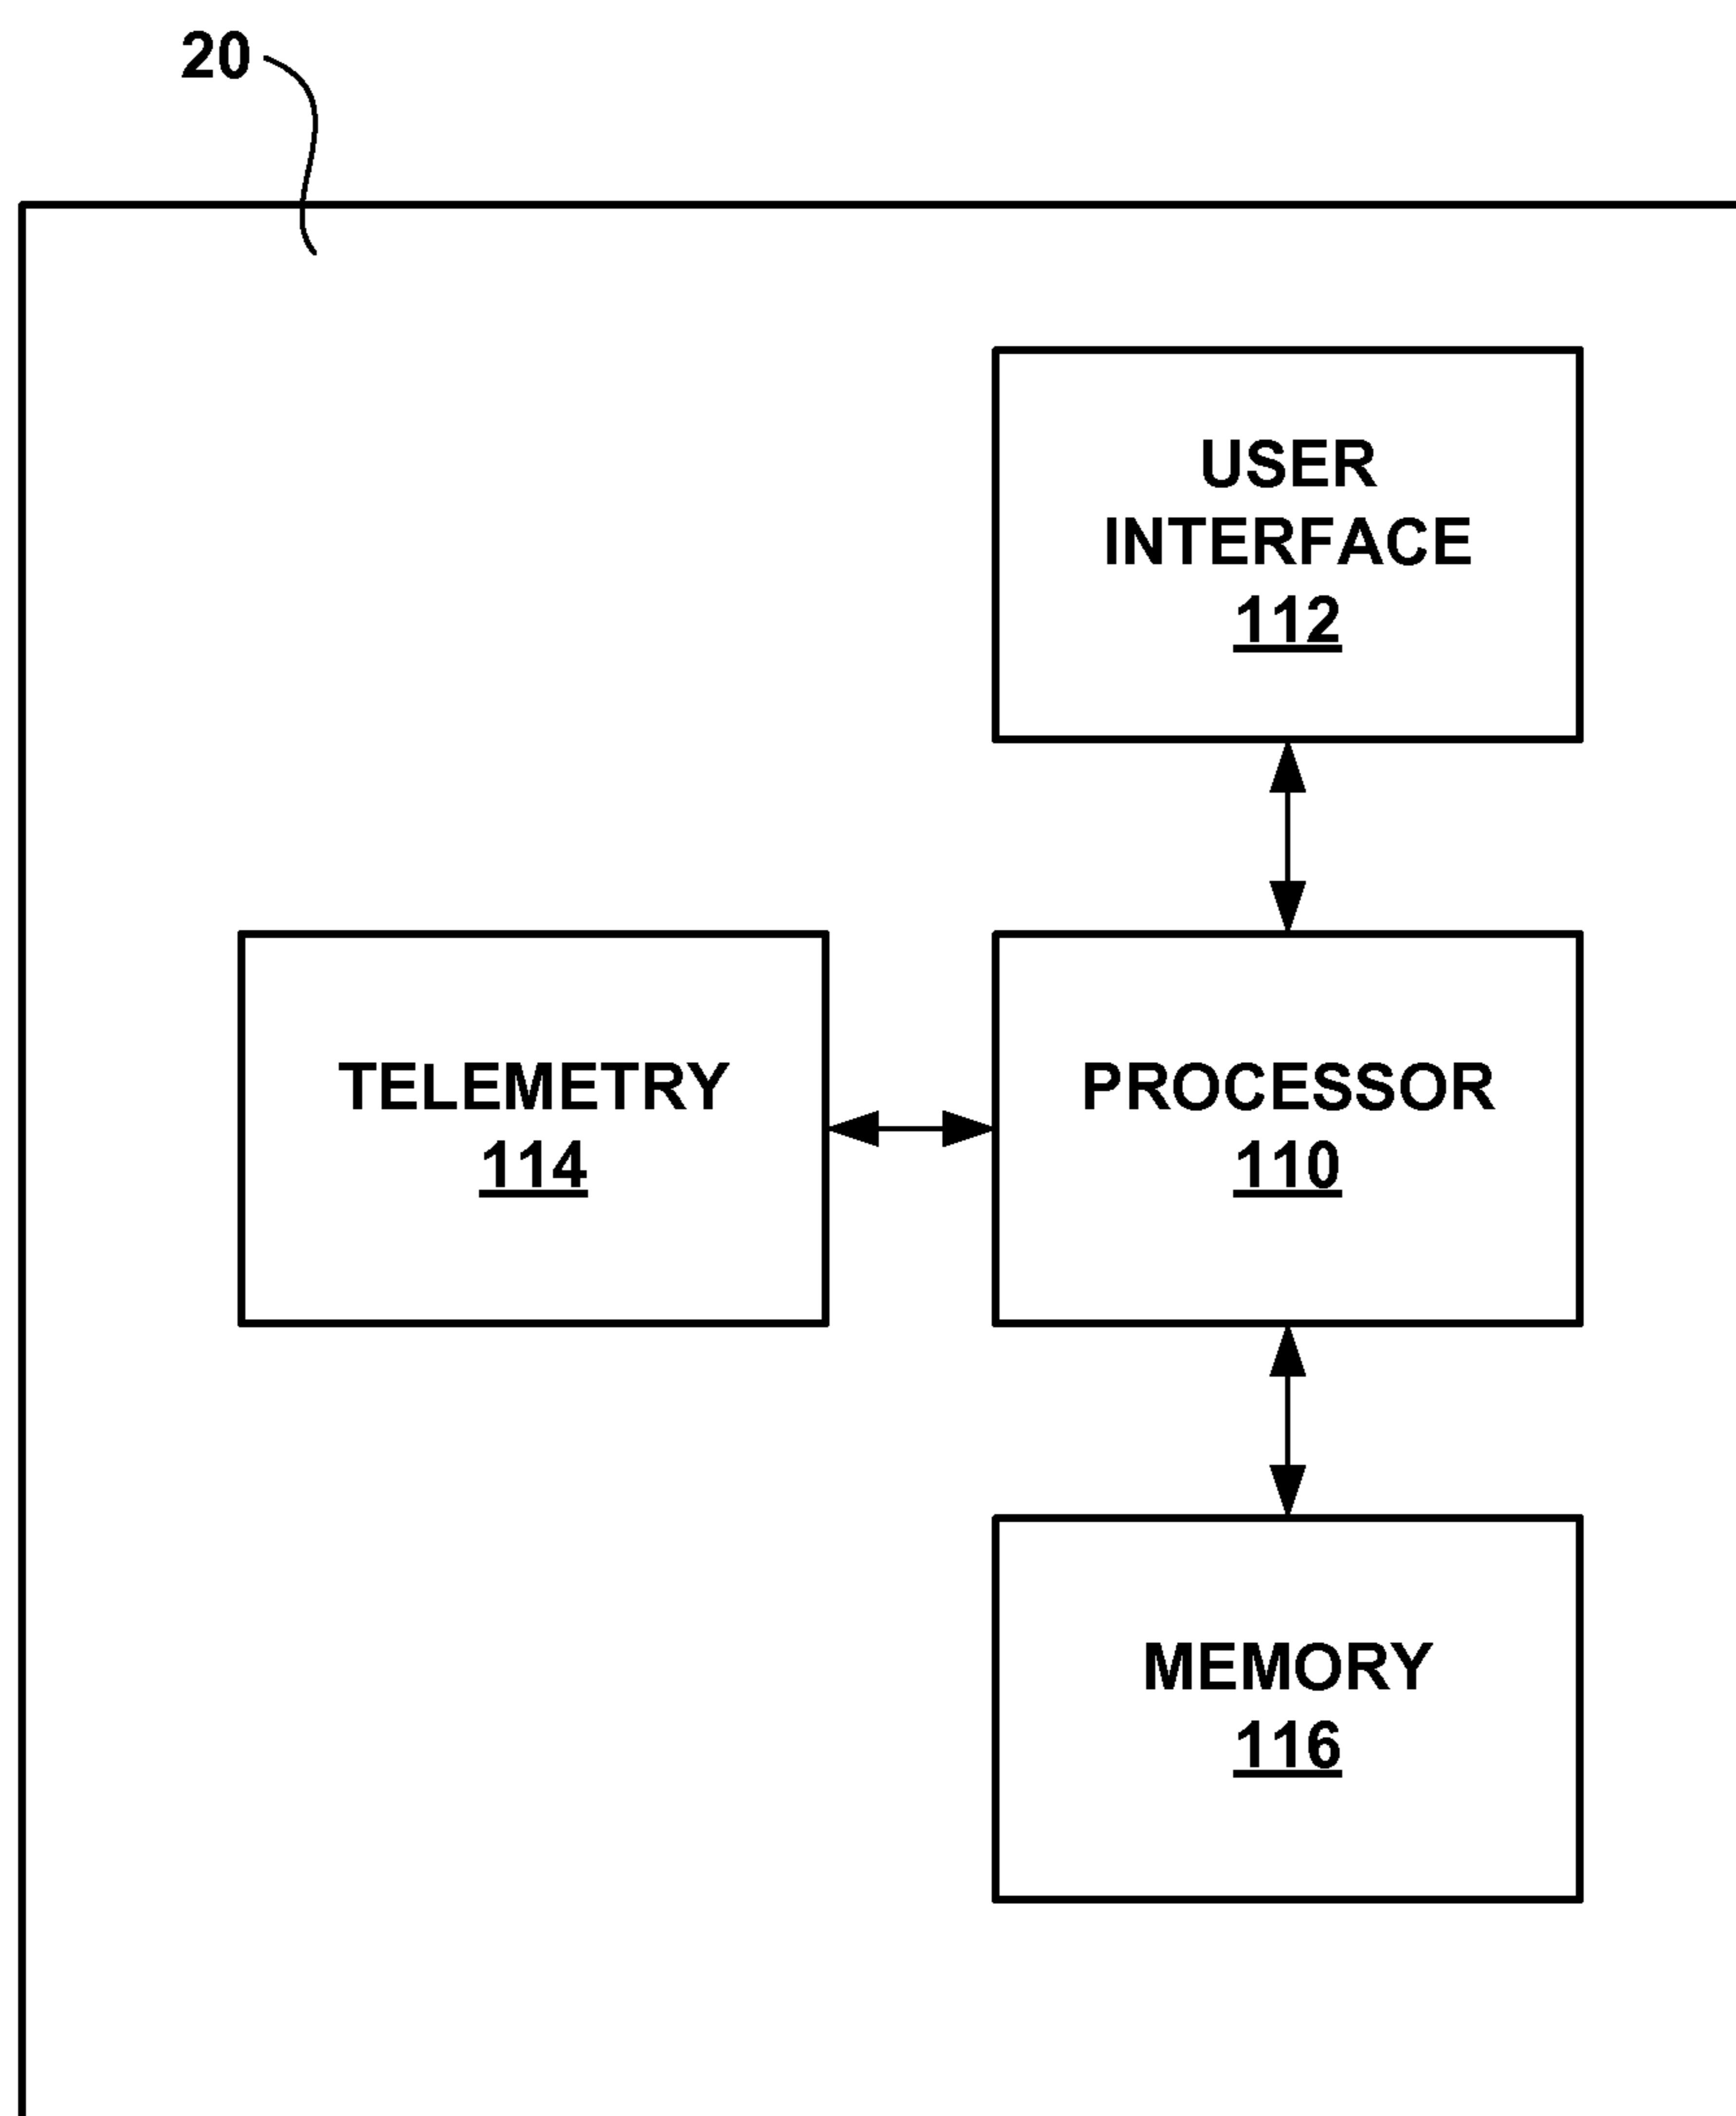 20
USER
INTERFACE
112
TELEMETRY
114
PROCESSOR
110
MEMORY
116